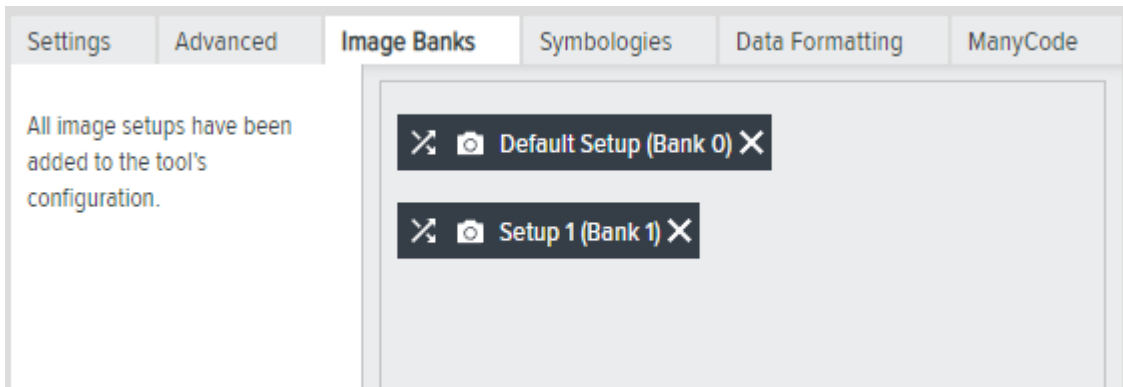 Settings
Advanced
Image Banks
Symbologies
Data Formatting
ManyCode
All image setups have been
added to the tool's
configuration.
Default Setup (Bank 0)
Setup 1 (Bank 1)